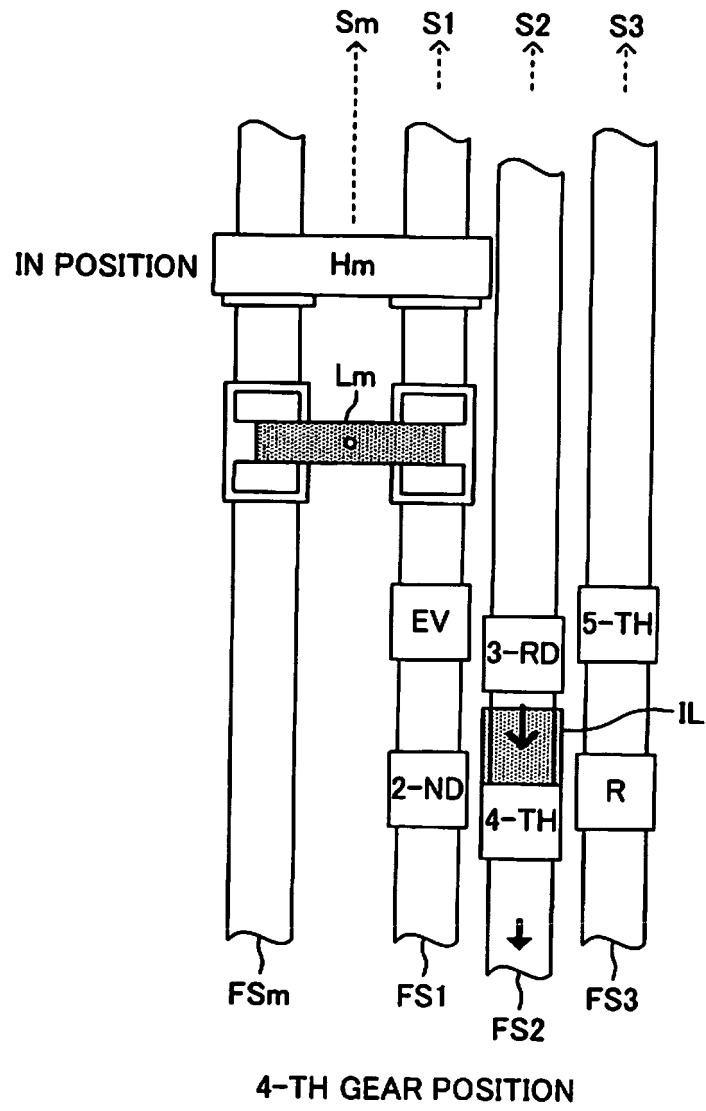 Sm S1 S2 S3
IN POSITION
Hm
Lm
EV
3-RD
5-TH
IL
2-ND
4-TH
R
FSm
FS1
FS2
FS3
4-TH GEAR POSITION